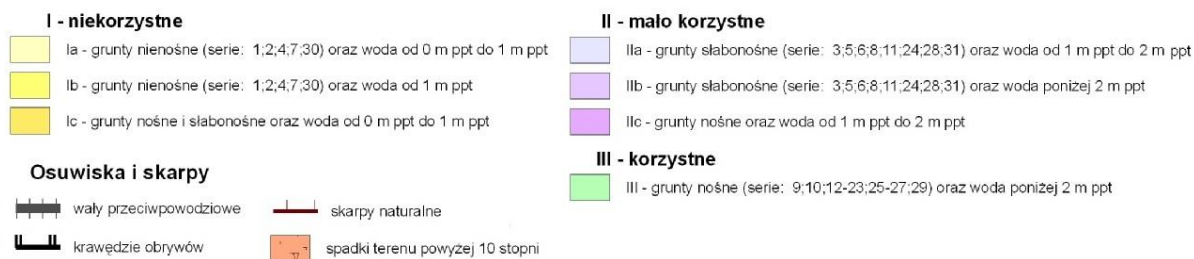 I - niekorzystne
Ia - grunty nienośne (serie: 1;2;4;7;30) oraz woda od 0 m ppt do 1 m ppt
Ib - grunty nienośne (serie: 1;2;4;7;30) oraz woda od 1 m ppt
Ic - grunty nośne i słabonośne oraz woda od 0 m ppt do 1 m ppt
Osuwiska i skarpy
wały przeciwpowodziowe
skarpy naturalne
krawędzie obrywów
spadki terenu powyżej 10 stopni
II - mało korzystne
IIa - grunty słabonośne (serie: 3;5;6;8;11;24;28;31) oraz woda od 1 m ppt do 2 m ppt
IIb - grunty słabonośne (serie: 3;5;6;8;11;24;28;31) oraz woda poniżej 2 m ppt
IIc - grunty nośne oraz woda od 1 m ppt do 2 m ppt
III - korzystne
III - grunty nośne (serie: 9;10;12-23;25-27;29) oraz woda poniżej 2 m ppt